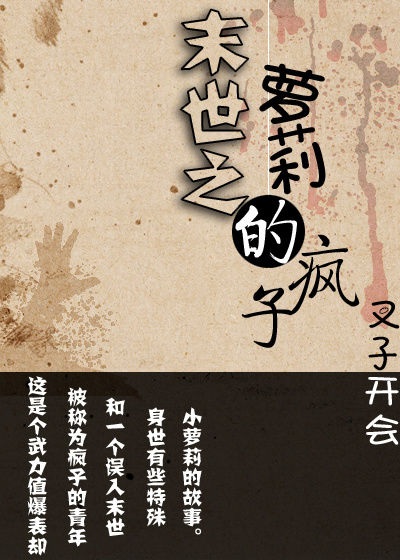 末世之
萝莉
的
疯子
叉子开会
这是个武力值爆表却
被称为疯子的青年
和一个误入末世
身世有些特殊
小萝莉的故事。